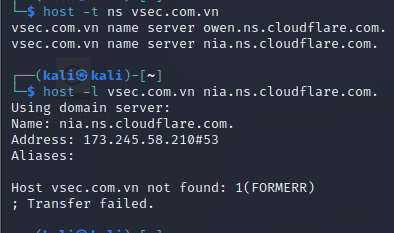 └─$ host -t ns vsec.com.vn
vsec.com.vn name server owen.ns.cloudflare.com.
vsec.com.vn name server nia.ns.cloudflare.com.
┌──(kali㉿kali)-[~]
└─$ host -l vsec.com.vn nia.ns.cloudflare.com.
Using domain server:
Name: nia.ns.cloudflare.com.
Address: 173.245.58.210#53
Aliases:
Host vsec.com.vn not found: 1(FORMERR)
; Transfer failed.